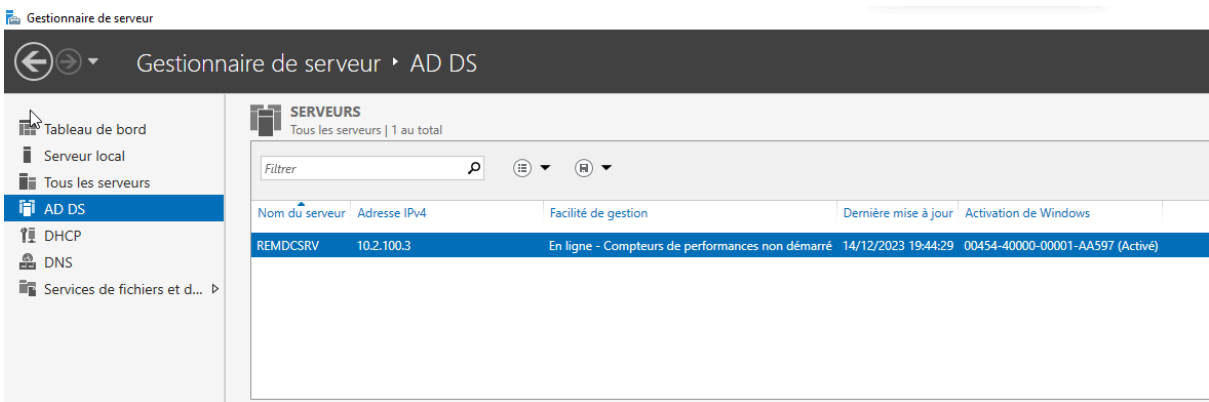 Gestionnaire de serveur
Gestionnaire de serveur ‣ AD DS
Tableau de bord
Serveur local
Tous les serveurs
AD DS
DHCP
DNS
Services de fichiers et d...
SERVEURS
Tous les serveurs | 1 au total
Filtrer
Nom du serveur Adresse IPv4 Facilité de gestion Dernière mise à jour Activation de Windows
REMDCSRV 10.2.100.3 En ligne - Compteurs de performances non démarré 14/12/2023 19:44:29 00454-40000-00001-AA597 (Activé)